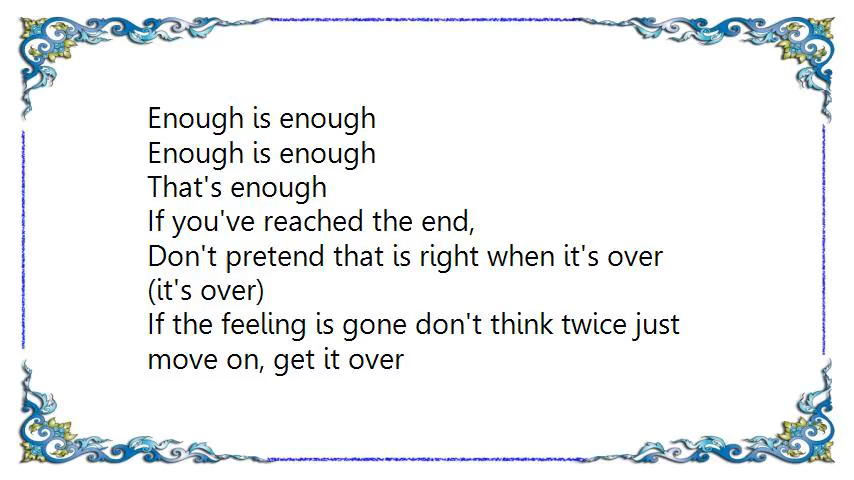 Enough is enough
Enough is enough
That's enough
If you've reached the end,
Don't pretend that is right when it's over
(it's over)
If the feeling is gone don't think twice just
move on, get it over